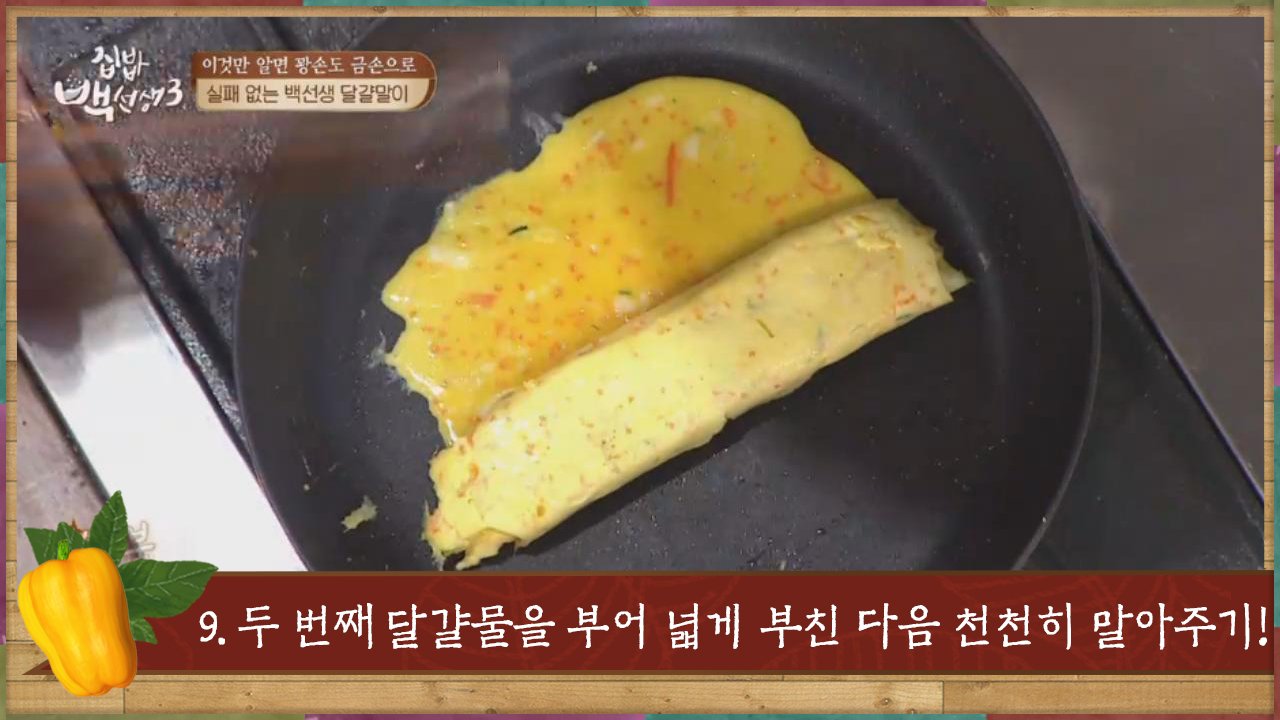 집밥
백선생3
이것만 알면 꽝손도 금손으로
실패 없는 백선생 달걀말이
9. 두 번째 달걀물을 부어 넓게 부친 다음 천천히 말아주기!